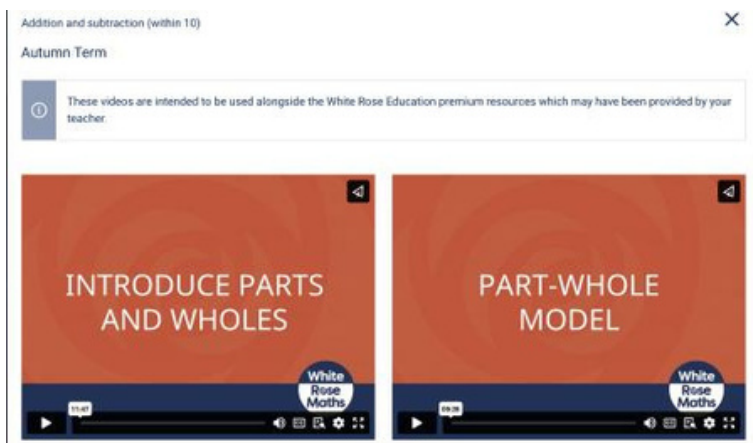 Addition and subtraction (within 10)
Autumn Term
These videos are intended to be used alongside the White Rose Education premium resources which may have been provided by your
teacher.
INTRODUCE PARTS
AND WHOLES
White
Rose
Maths
11:47
PART-WHOLE
MODEL
White
Rose
Maths
09:28